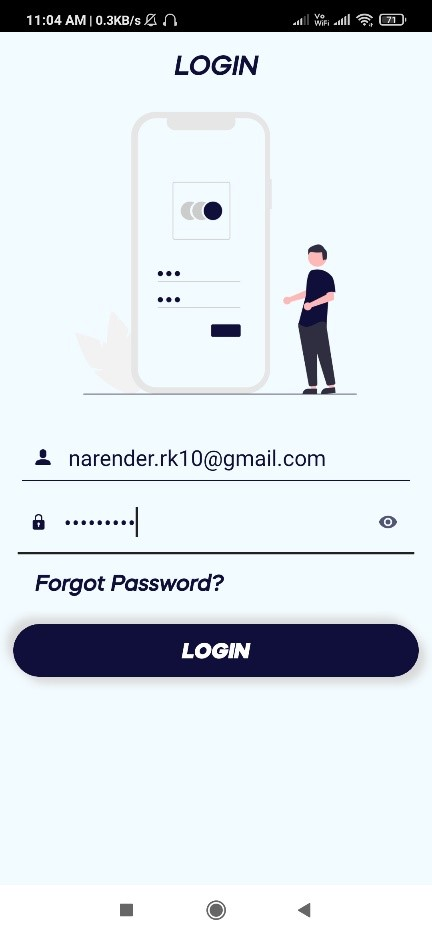 11:04 AM | 0.3KB/s
Vo
WiFi
71
LOGIN
narender.rk10@gmail.com
•••••••••
Forgot Password?
LOGIN